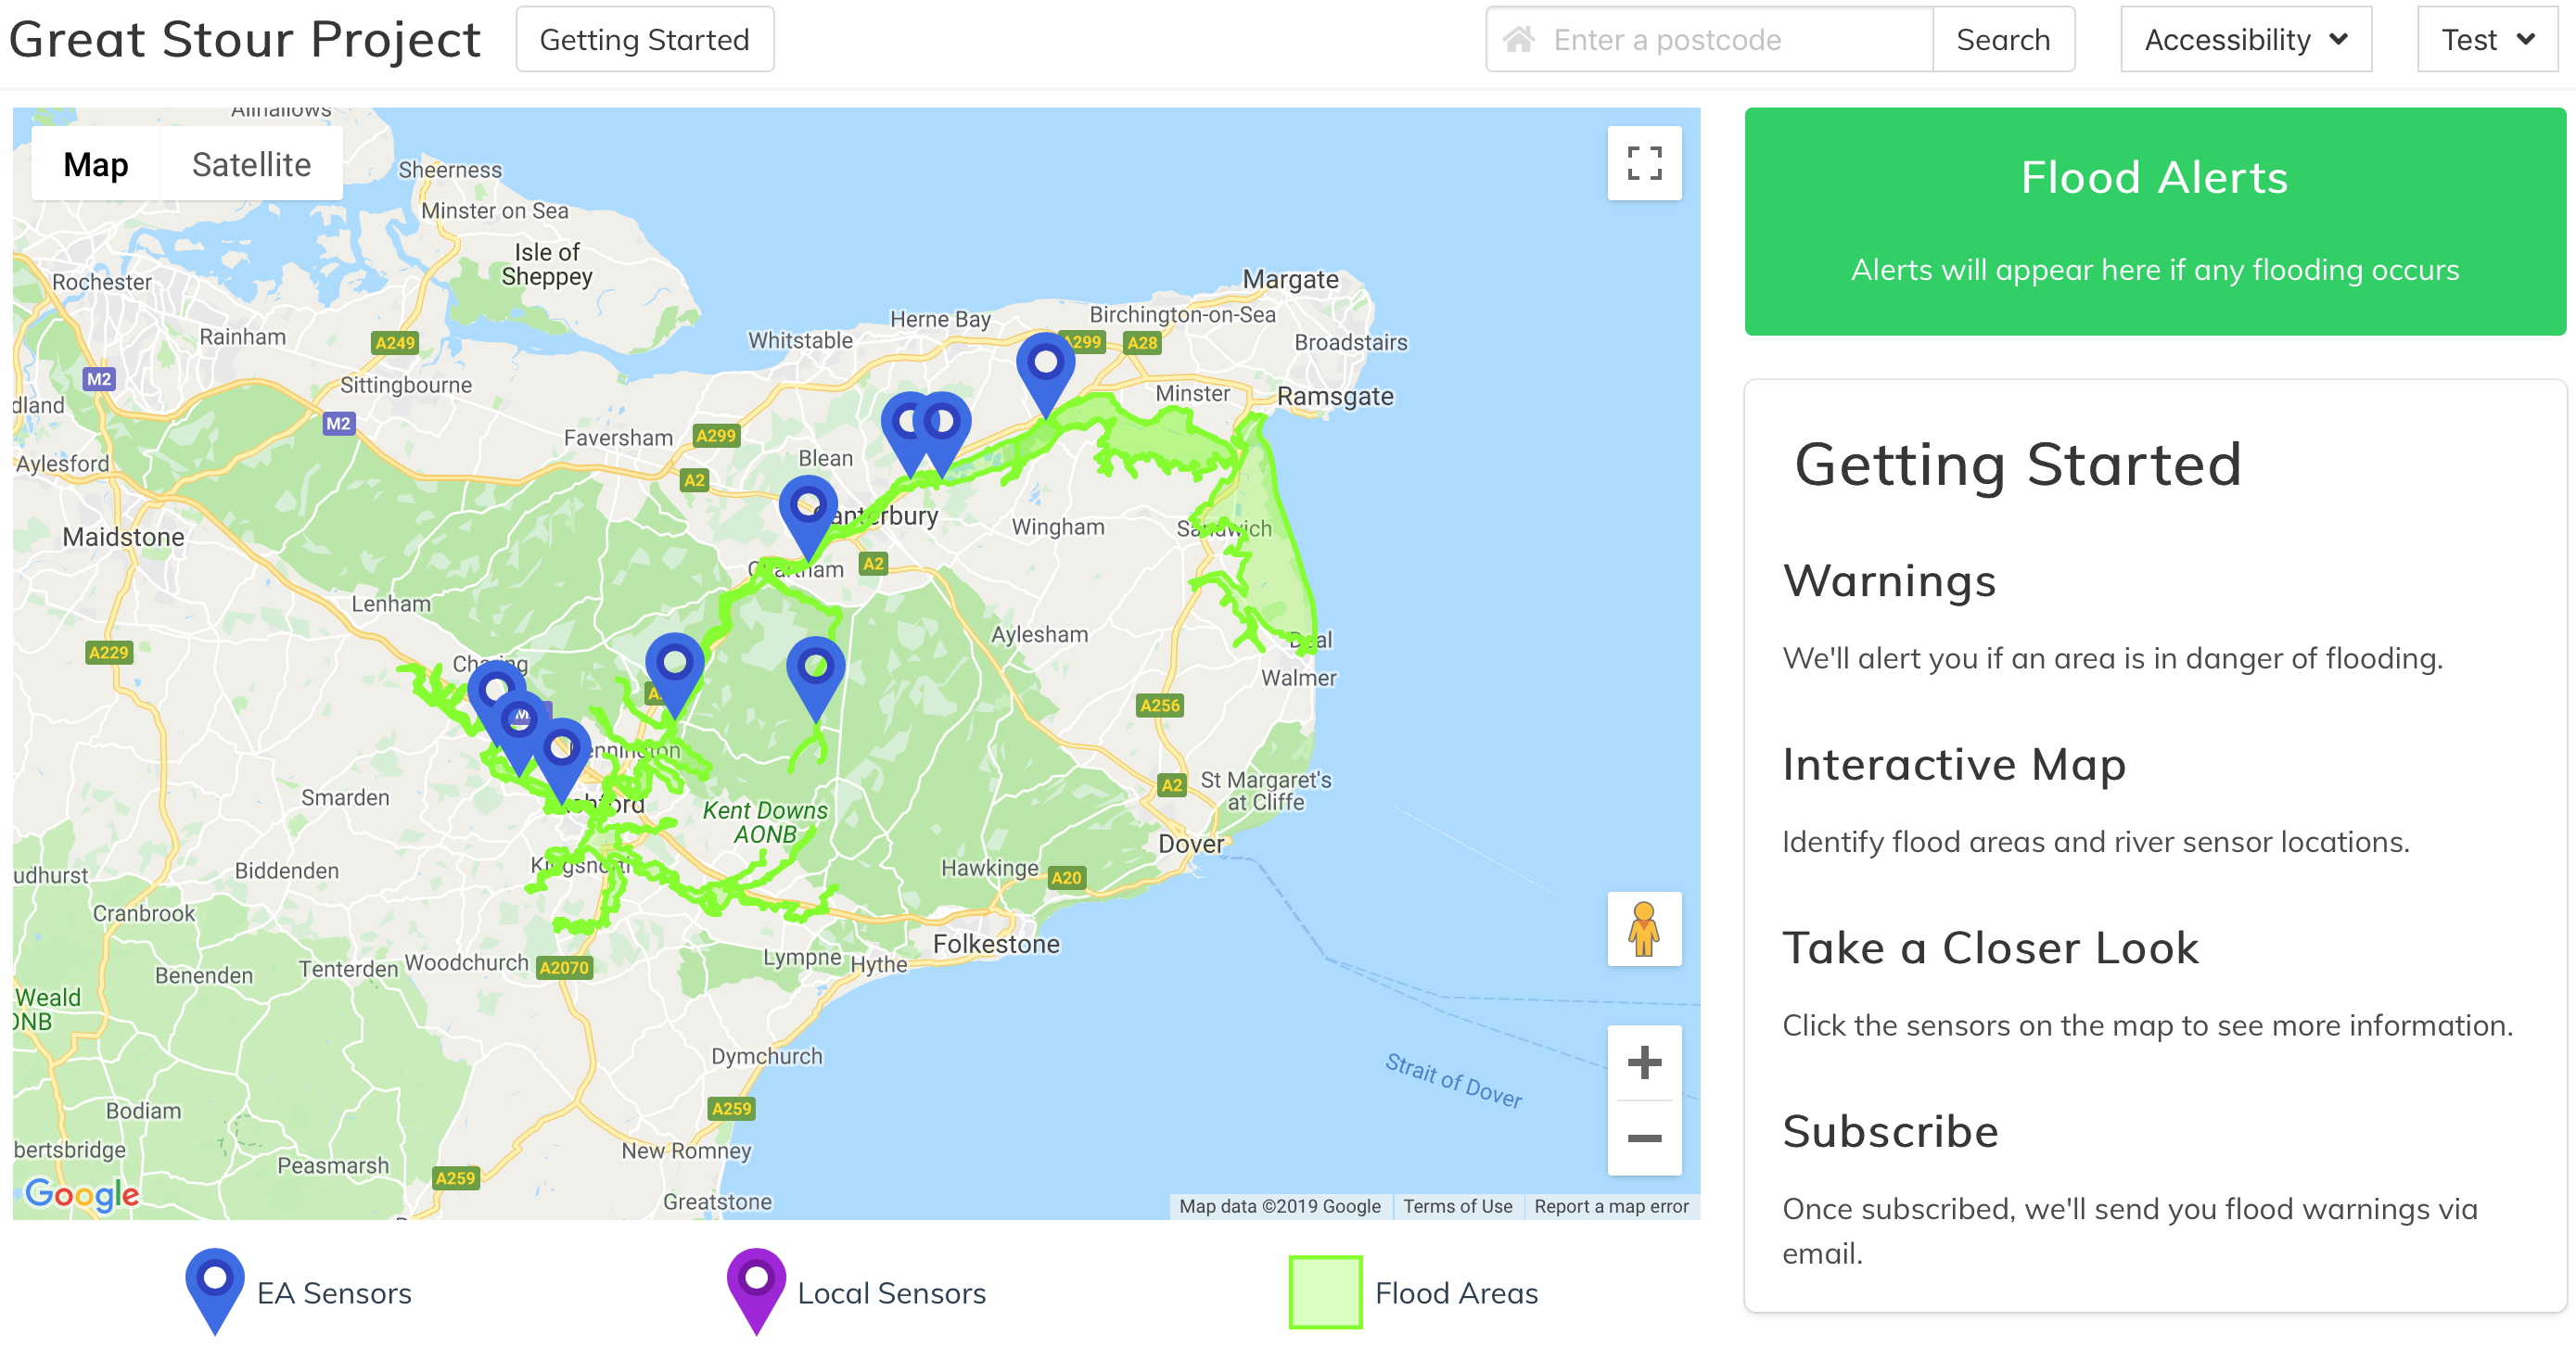 Great Stour Project
Getting Started
Enter a postcode
Search
Accessibility
Test
Allhallows
Map
Satellite
Sheerness
Minster on Sea
Isle of
Sheppey
Rochester
Margate
Herne Bay
Birchington-on-Sea
Rainham
A249
Whitstable
A299
A28
Broadstairs
M2
Sittingbourne
Minster
Ramsgate
dland
M2
Faversham
A299
Blean
Aylesford
A2
Canterbury
Wingham
Sandwich
Maidstone
Chartham
A2
Lenham
Aylesham
Deal
A229
Charing
Walmer
A256
Kennington
Smarden
Ashford
Kent Downs
AONB
A2
St Margaret's
at Cliffe
Dover
Biddenden
Kingsnorth
Hawkinge
A20
udhurst
Cranbrook
Folkestone
Benenden
Tenterden
Woodchurch
A2070
Lympne
Hythe
Weald
ONB
Dymchurch
Strait of Dover
Bodiam
A259
bertsbridge
Peasmarsh
New Romney
A259
Greatstone
Google
Map data ©2019 Google
Terms of Use
Report a map error
EA Sensors
Local Sensors
Flood Areas
Flood Alerts
Alerts will appear here if any flooding occurs
Getting Started
Warnings
We'll alert you if an area is in danger of flooding.
Interactive Map
Identify flood areas and river sensor locations.
Take a Closer Look
Click the sensors on the map to see more information.
Subscribe
Once subscribed, we'll send you flood warnings via
email.